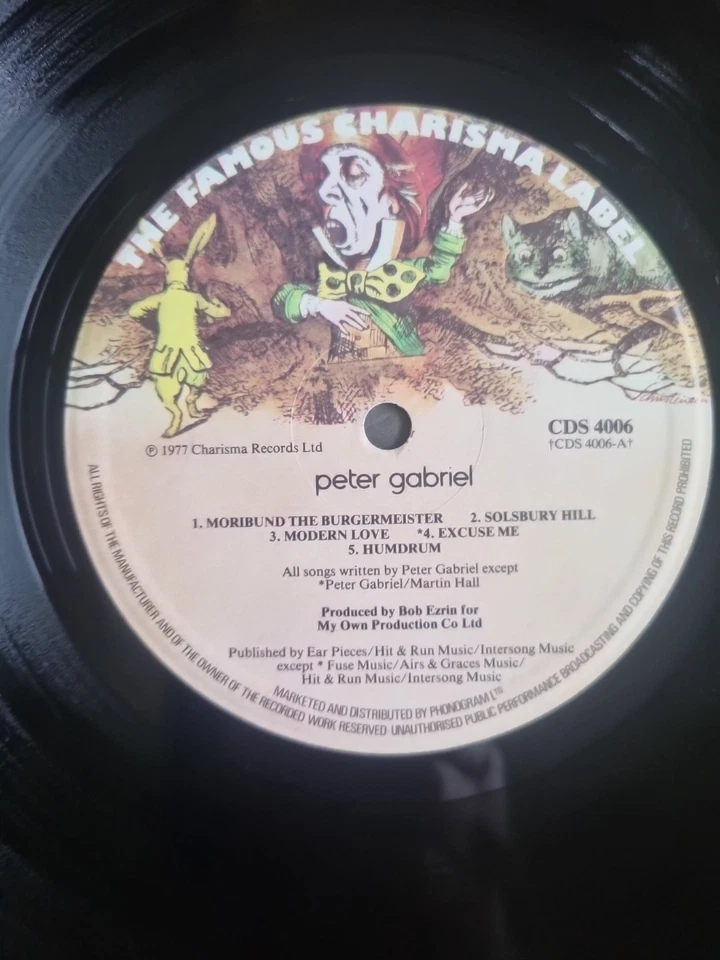 THE FAMOUS CHARISMA LABEL
℗ 1977 Charisma Records Ltd
CDS 4006
†CDS 4006-A†
peter gabriel
1. MORIBUND THE BURGERMEISTER 2. SOLSBURY HILL
3. MODERN LOVE *4. EXCUSE ME
5. HUMDRUM
All songs written by Peter Gabriel except
*Peter Gabriel/Martin Hall
Produced by Bob Ezrin for
My Own Production Co Ltd
Published by Ear Pieces/Hit & Run Music/Intersong Music
except * Fuse Music/Airs & Graces Music/
Hit & Run Music/Intersong Music
MARKETED AND DISTRIBUTED BY PHONOGRAM LTD
ALL RIGHTS OF THE MANUFACTURER AND OF THE OWNER OF THE RECORDED WORK RESERVED·UNAUTHORISED PUBLIC PERFORMANCE BROADCASTING AND COPYING OF THIS RECORD PROHIBITED